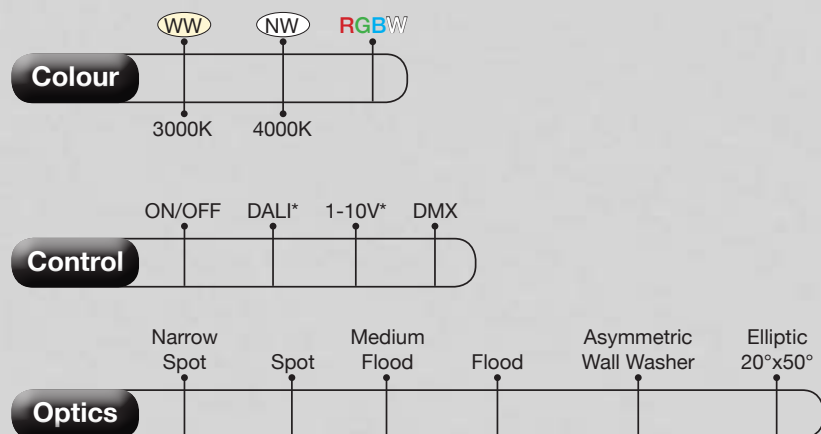 WW NW RGBW
Colour
3000K 4000K
ON/OFF DALI* 1-10V* DMX
Control
Narrow Medium Asymmetric Elliptic
Spot Spot Flood Flood Wall Washer 20°x50°
Optics